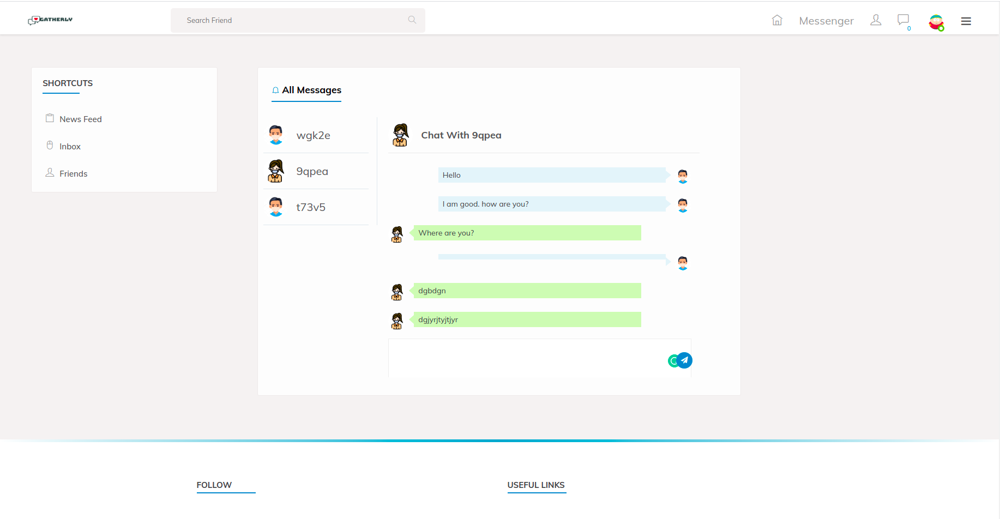 GATHERLY
Search Friend
Messenger
0
SHORTCUTS
News Feed
Inbox
Friends
All Messages
wgk2e
9qpea
t73v5
Chat With 9qpea
Hello
I am good. how are you?
Where are you?
dgbdgn
dgjyrjtyjtjyr
FOLLOW
USEFUL LINKS